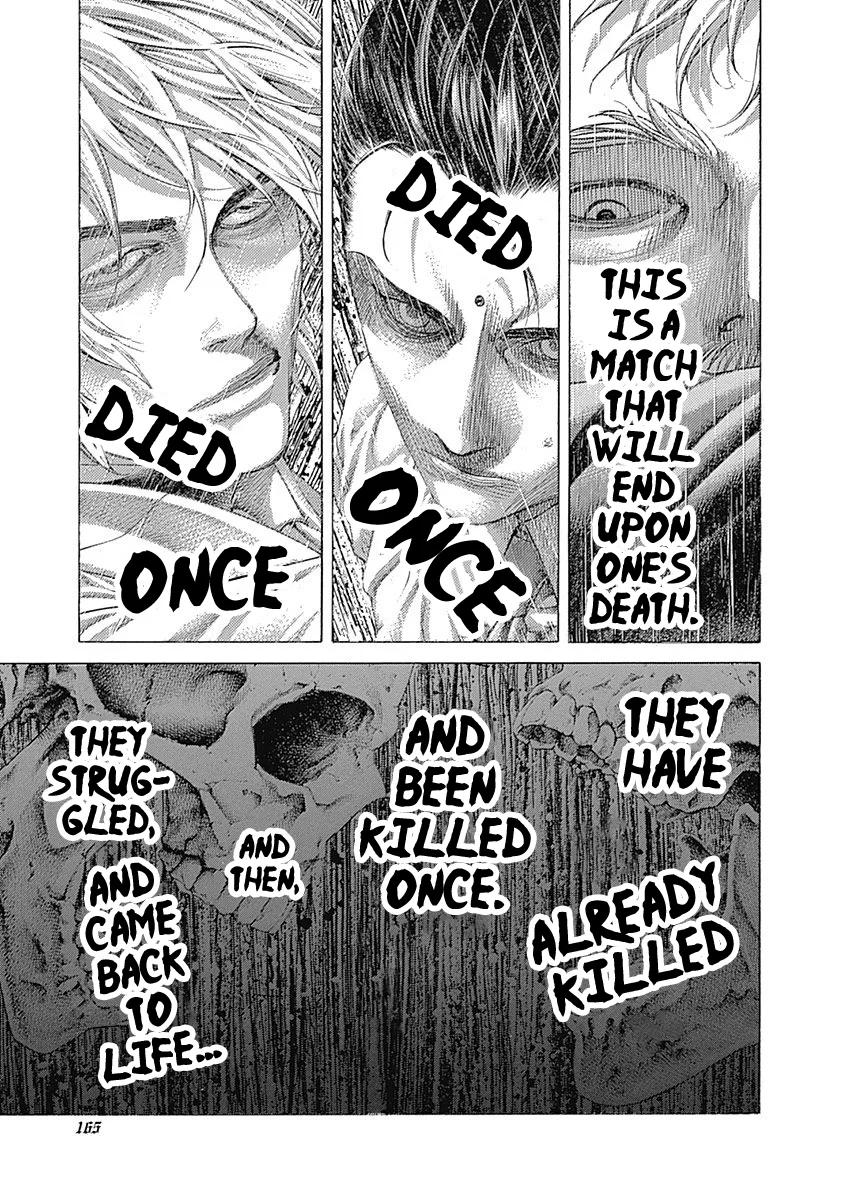 THIS
IS A
MATCH
THAT
WILL
END
UPON
ONE'S
DEATH.
DIED
ONCE
DIED
ONCE
THEY
HAVE
ALREADY
KILLED
AND
BEEN
KILLED
ONCE.
AND
THEN,
THEY
STRUG-
GLED,
AND
CAME
BACK
TO
LIFE...
165